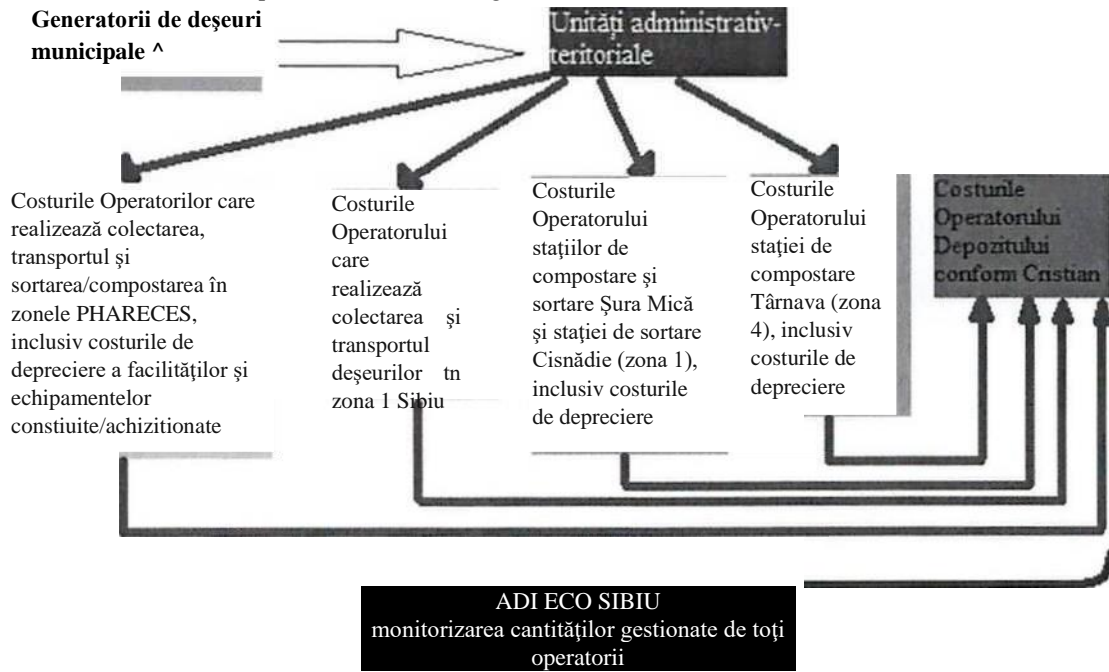 Generatorii de deşeuri
municipale ^
Unităţi administrativ-
teritoriale
Costurile Operatorilor care
realizează colectarea,
transportul şi
sortarea/compostarea în
zonele PHARECES,
inclusiv costurile de
depreciere a facilităţilor şi
echipamentelor
constiuite/achizitionate
Costurile
Operatorului
care
realizează
colectarea şi
transportul
deşeurilor tn
zona 1 Sibiu
Costurile
Operatorului
staţiilor de
compostare şi
sortare Şura Mică
şi staţiei de sortare
Cisnădie (zona 1),
inclusiv costurile
de depreciere
Costurile
Operatorului
staţiei de
compostare
Târnava (zona
4), inclusiv
costurile de
depreciere
Costurile
Operatorului
Depozitului
conform Cristian
ADI ECO SIBIU
monitorizarea cantităţilor gestionate de toţi
operatorii